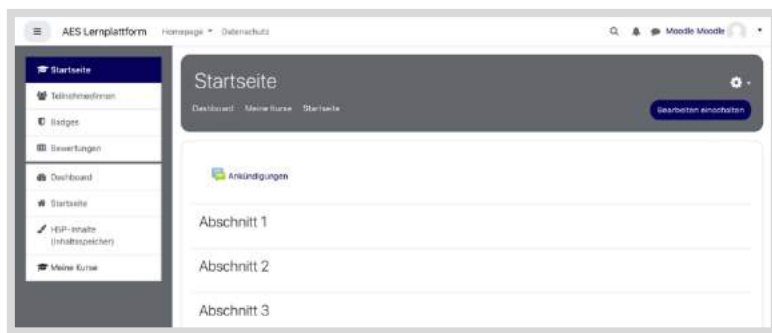 AES Lernplattform Homepage Datenschutz Moodle Moodle
Startseite
Teilnehmer/innen
Badges
Bewertungen
Dashboard
Startseite
H5P-Inhalte
(Inhaltsspeicher)
Meine Kurse
Startseite
Dashboard Meine Kurse Startseite
Bearbeiten einschalten
Ankündigungen
Abschnitt 1
Abschnitt 2
Abschnitt 3